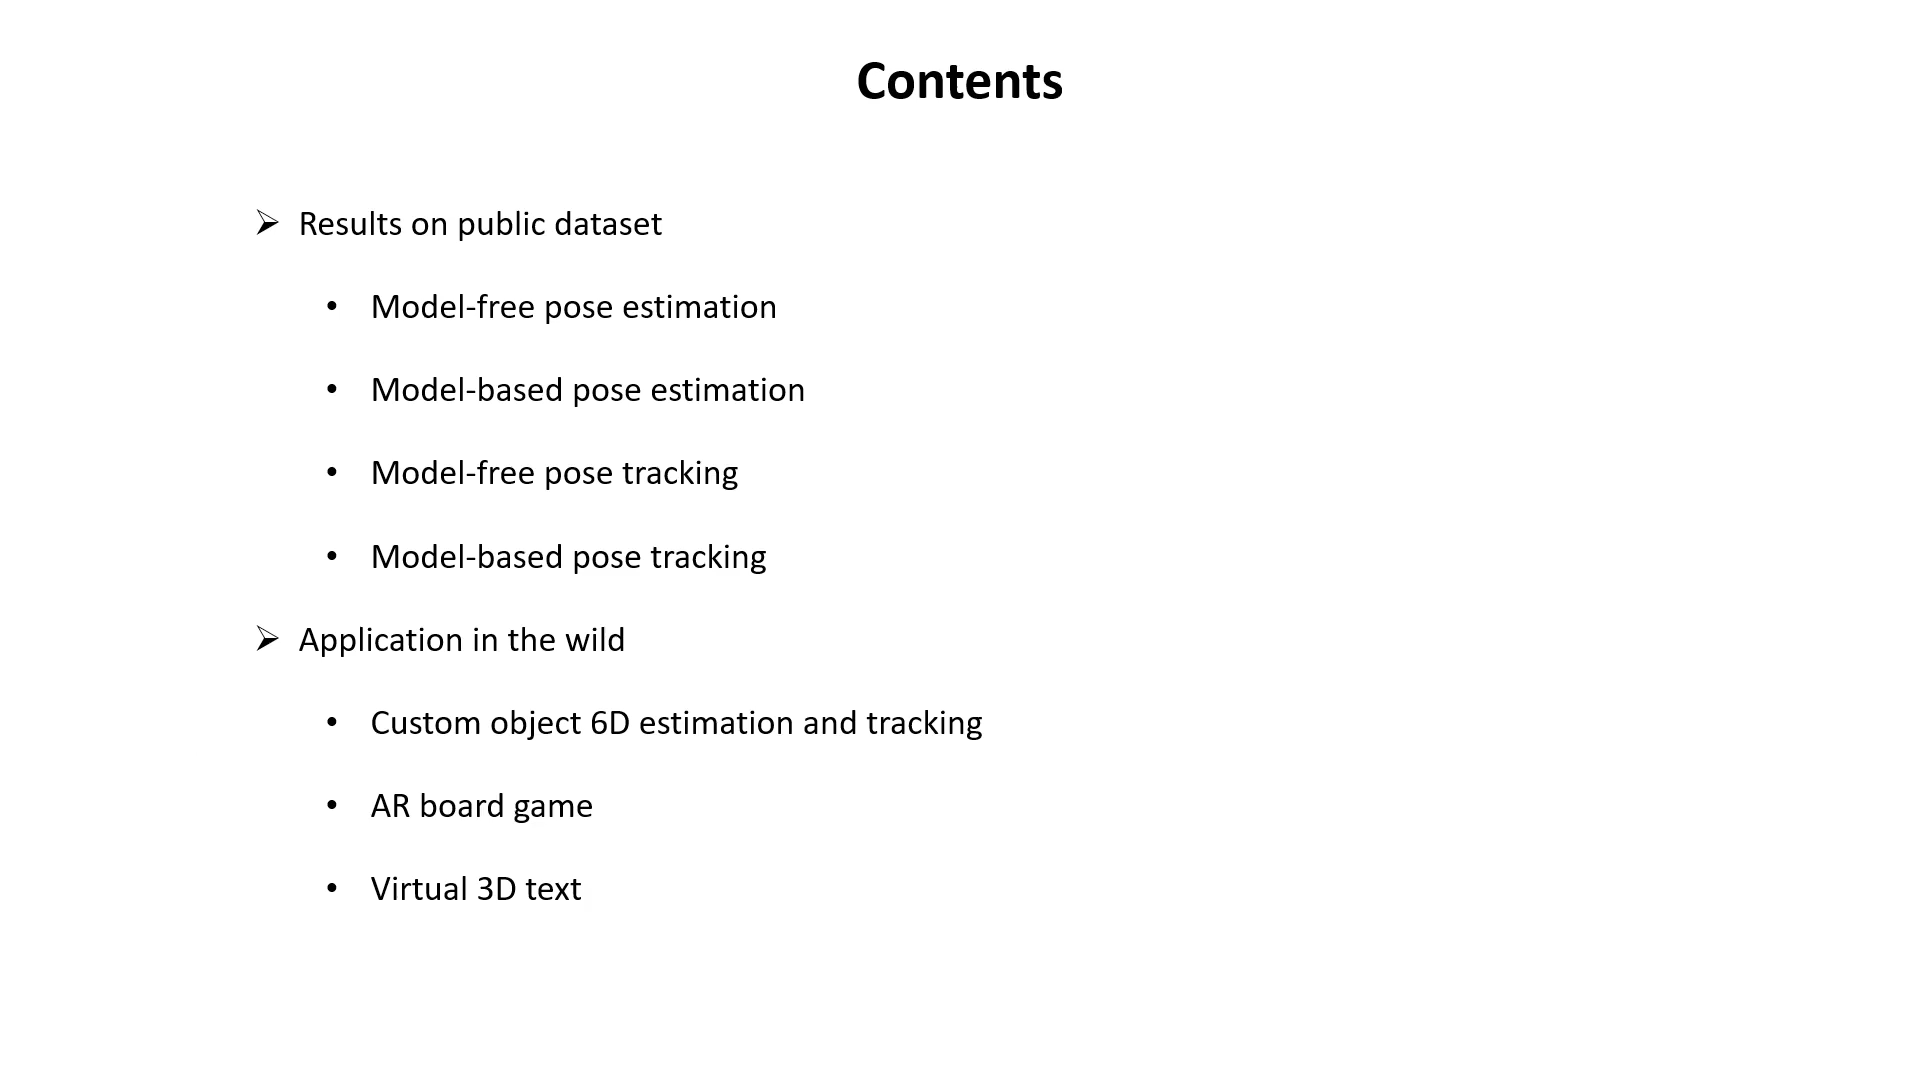 Contents
➢ Results on public dataset
• Model-free pose estimation
• Model-based pose estimation
• Model-free pose tracking
• Model-based pose tracking
➢ Application in the wild
• Custom object 6D estimation and tracking
• AR board game
• Virtual 3D text